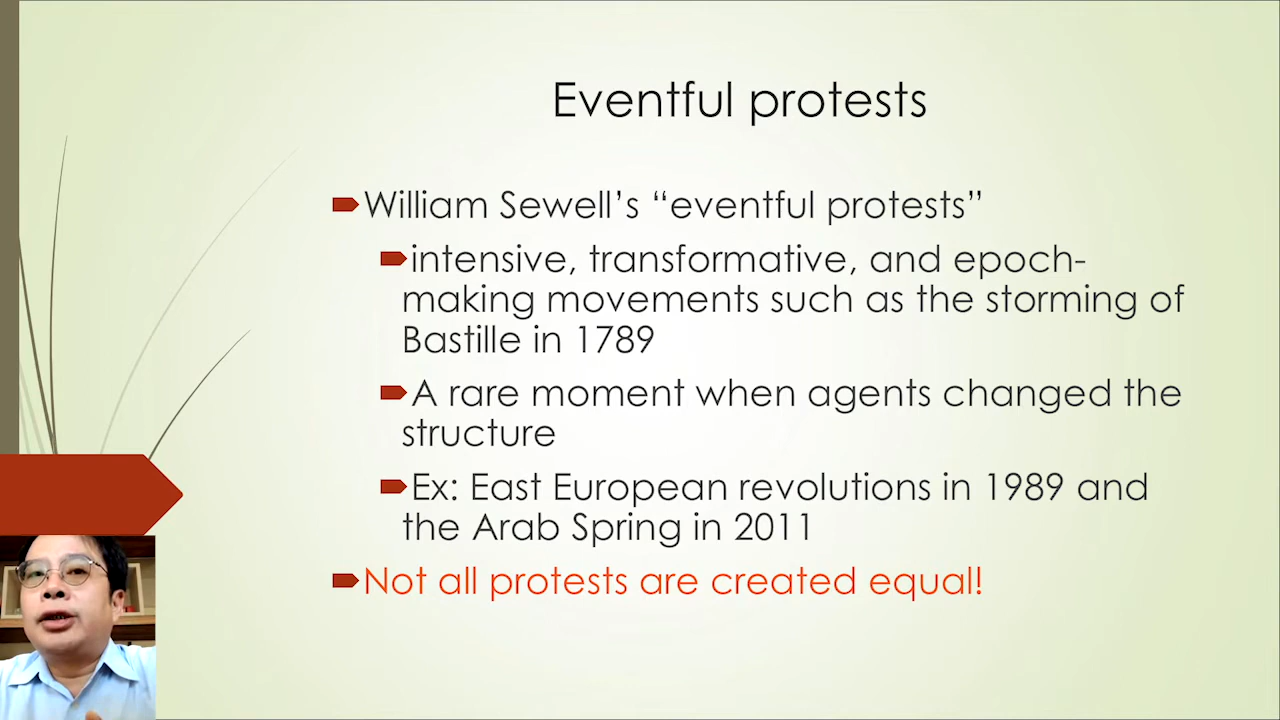 Eventful protests
William Sewell’s “eventful protests”
intensive, transformative, and epoch-
making movements such as the storming of
Bastille in 1789
A rare moment when agents changed the
structure
Ex: East European revolutions in 1989 and
the Arab Spring in 2011
Not all protests are created equal!